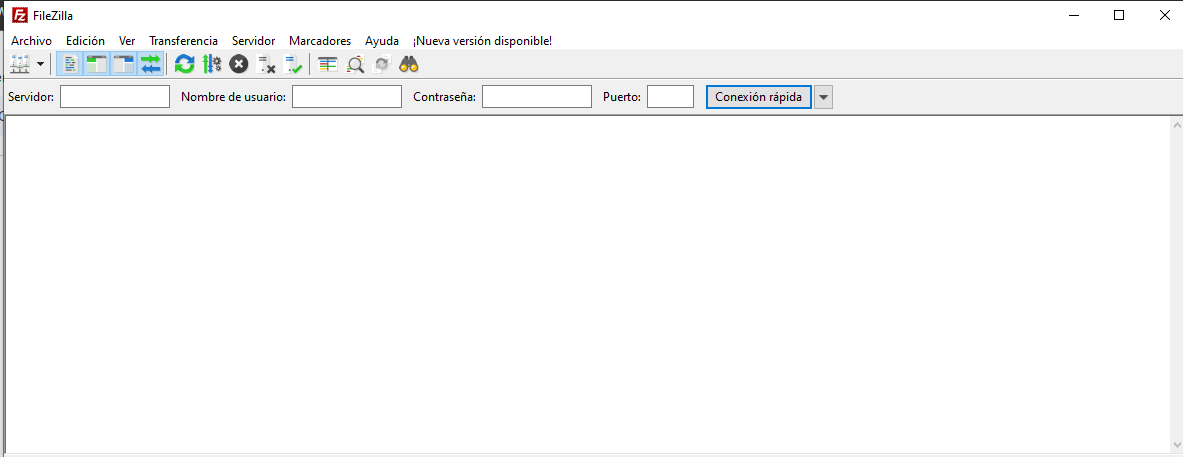 FileZilla
Archivo Edición Ver Transferencia Servidor Marcadores Ayuda ¡Nueva versión disponible!
Servidor: Nombre de usuario: Contraseña: Puerto: Conexión rápida